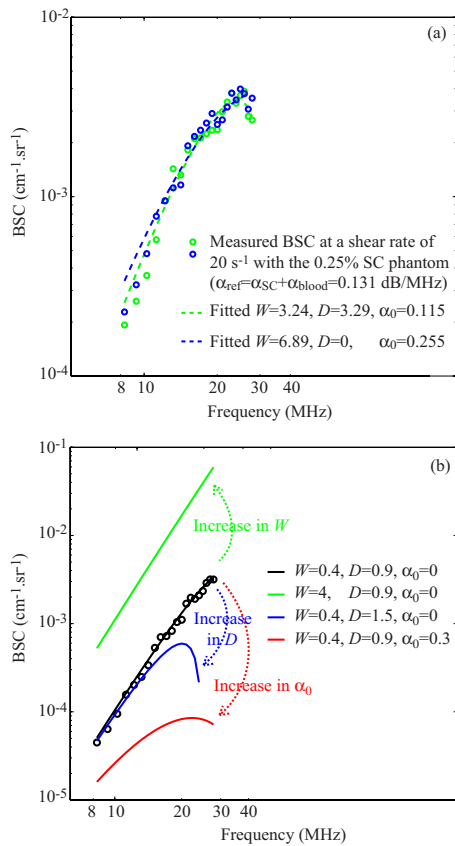 10⁻²
(a)
BSC (cm⁻¹.sr⁻¹)
10⁻³
Measured BSC at a shear rate of
20 s⁻¹ with the 0.25% SC phantom
(α_ref=α_SC+α_blood=0.131 dB/MHz)
Fitted W=3.24, D=3.29, α₀=0.115
Fitted W=6.89, D=0, α₀=0.255
10⁻⁴
8 10 20 30 40
Frequency (MHz)
10⁻¹
(b)
10⁻²
Increase in W
BSC (cm⁻¹.sr⁻¹)
W=0.4, D=0.9, α₀=0
W=4, D=0.9, α₀=0
W=0.4, D=1.5, α₀=0
W=0.4, D=0.9, α₀=0.3
10⁻³
Increase
in D
Increase in α₀
10⁻⁴
10⁻⁵
8 10 20 30 40
Frequency (MHz)